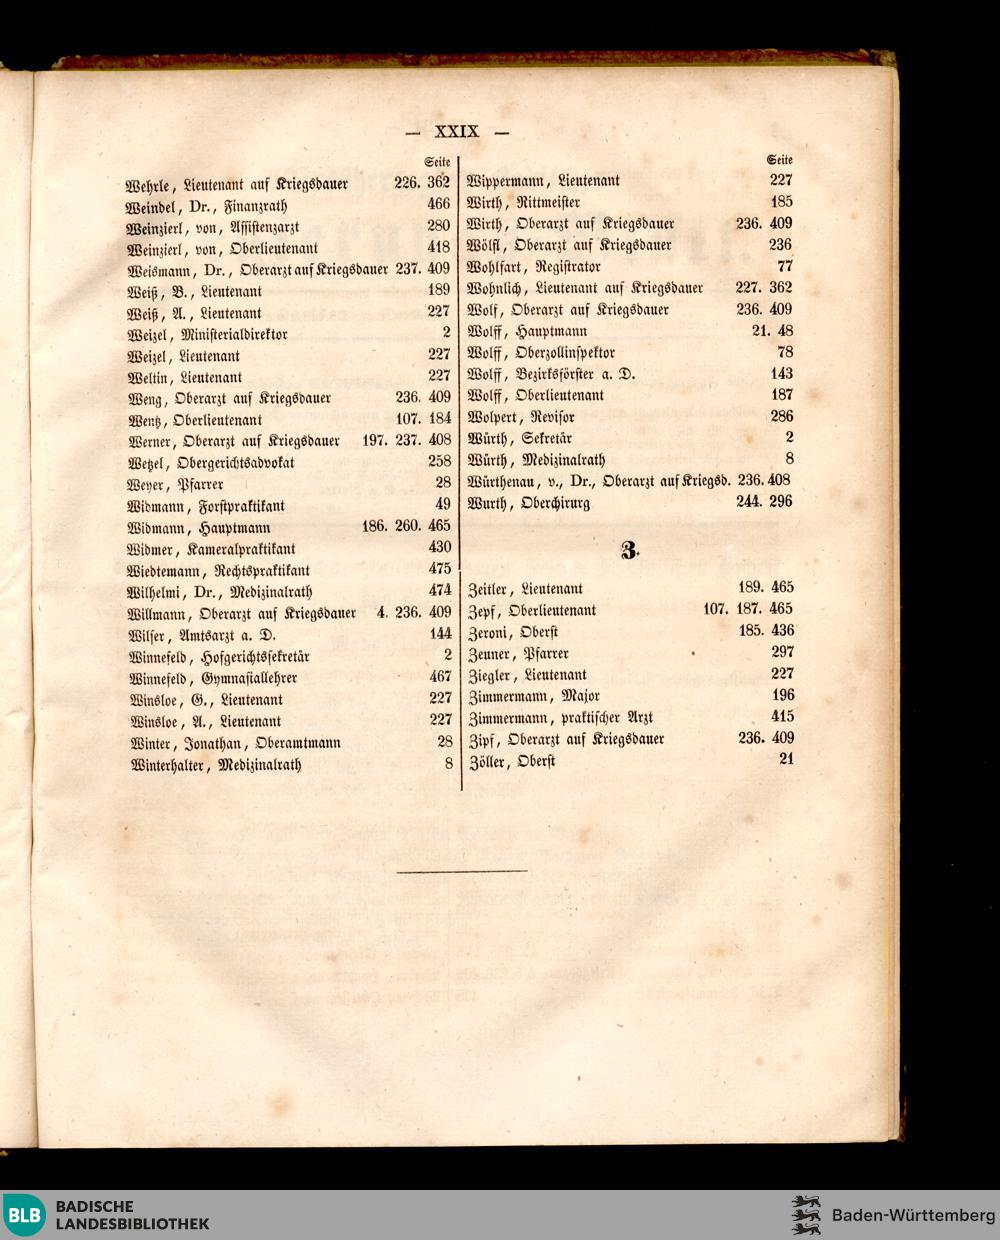 — XXIX —
Seite
Wehrle, Lieutenant auf Kriegsdauer 226. 362
Weindel, Dr., Finanzrath 466
Weinzierl, von, Assistenzarzt 280
Weinzierl, von, Oberlieutenant 418
Weismann, Dr., Oberarzt auf Kriegsdauer 237. 409
Weiß, B., Lieutenant 189
Weiß, A., Lieutenant 227
Weizel, Ministerialdirektor 2
Weizel, Lieutenant 227
Weltin, Lieutenant 227
Weng, Oberarzt auf Kriegsdauer 236. 409
Wentz, Oberlieutenant 107. 184
Werner, Oberarzt auf Kriegsdauer 197. 237. 408
Wetzel, Obergerichtsadvokat 258
Weyer, Pfarrer 28
Widmann, Forstpraktikant 49
Widmann, Hauptmann 186. 260. 465
Widmer, Kameralpraktikant 430
Wiedtemann, Rechtspraktikant 475
Wilhelmi, Dr., Medizinalrath 474
Willmann, Oberarzt auf Kriegsdauer 4. 236. 409
Wilser, Amtsarzt a. D. 144
Winnefeld, Hofgerichtssekretär 2
Winnefeld, Gymnasiallehrer 467
Winsloe, G., Lieutenant 227
Winsloe, A., Lieutenant 227
Winter, Jonathan, Oberamtmann 28
Winterhalter, Medizinalrath 8
Seite
Wippermann, Lieutenant 227
Wirth, Rittmeister 185
Wirth, Oberarzt auf Kriegsdauer 236. 409
Wölfl, Oberarzt auf Kriegsdauer 236
Wohlfart, Registrator 77
Wohnlich, Lieutenant auf Kriegsdauer 227. 362
Wolf, Oberarzt auf Kriegsdauer 236. 409
Wolff, Hauptmann 21. 48
Wolff, Oberzollinspektor 78
Wolff, Bezirksförster a. D. 143
Wolff, Oberlieutenant 187
Wolpert, Revisor 286
Würth, Sekretär 2
Würth, Medizinalrath 8
Würthenau, v., Dr., Oberarzt auf Kriegsd. 236. 408
Wurth, Oberchirurg 244. 296
Z.
Zeitler, Lieutenant 189. 465
Zepf, Oberlieutenant 107. 187. 465
Zeroni, Oberst 185. 436
Zeuner, Pfarrer 297
Ziegler, Lieutenant 227
Zimmermann, Major 196
Zimmermann, praktischer Arzt 415
Zipf, Oberarzt auf Kriegsdauer 236. 409
Zöller, Oberst 21
BLB BADISCHE
LANDESBIBLIOTHEK
Baden-Württemberg